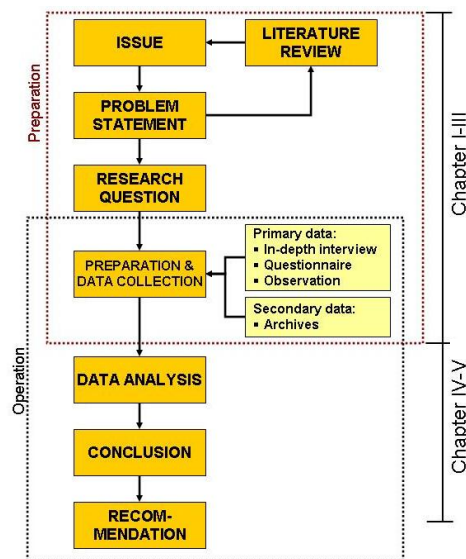 ISSUE
LITERATURE
REVIEW
PROBLEM
STATEMENT
Preparation
RESEARCH
QUESTION
Chapter I-III
PREPARATION &
DATA COLLECTION
Primary data:
▪ In-depth interview
▪ Questionnaire
▪ Observation
Secondary data:
▪ Archives
Operation
DATA ANALYSIS
CONCLUSION
RECOM-
MENDATION
Chapter IV-V